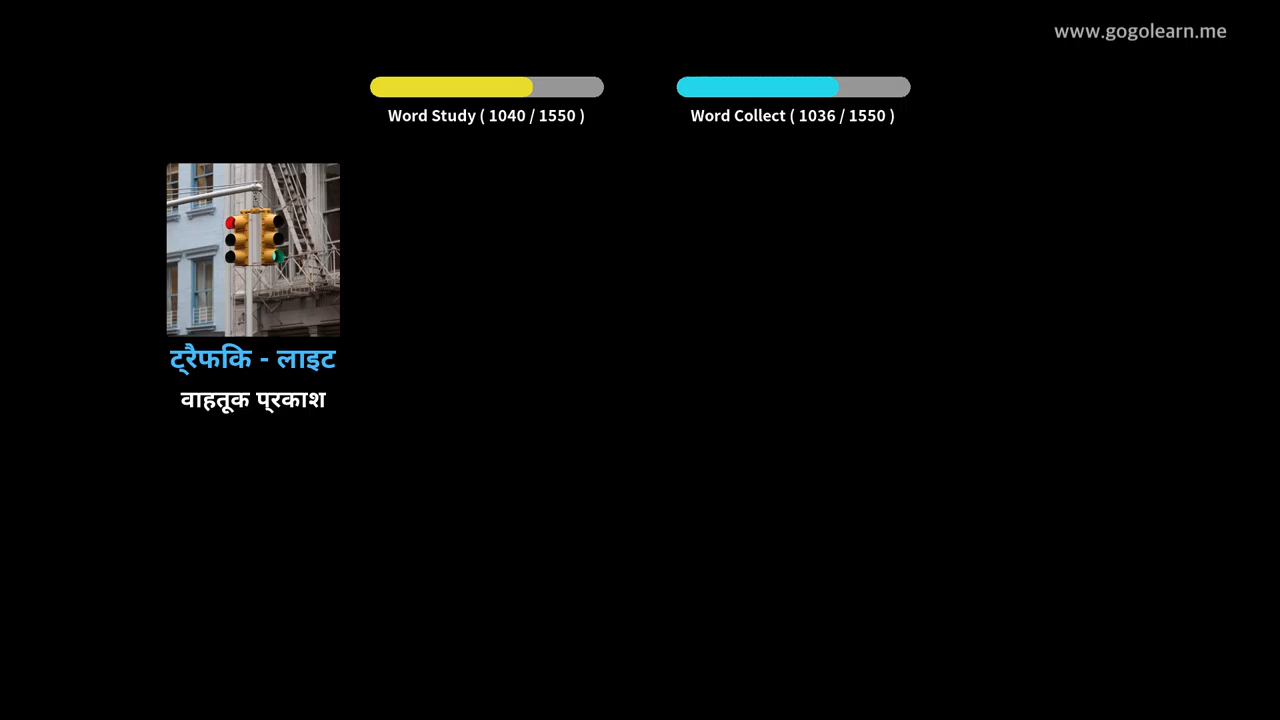 www.gogolearn.me
Word Study ( 1040 / 1550 )
Word Collect ( 1036 / 1550 )
ट्रैफकि - लाइट
वाहतूक प्रकाश